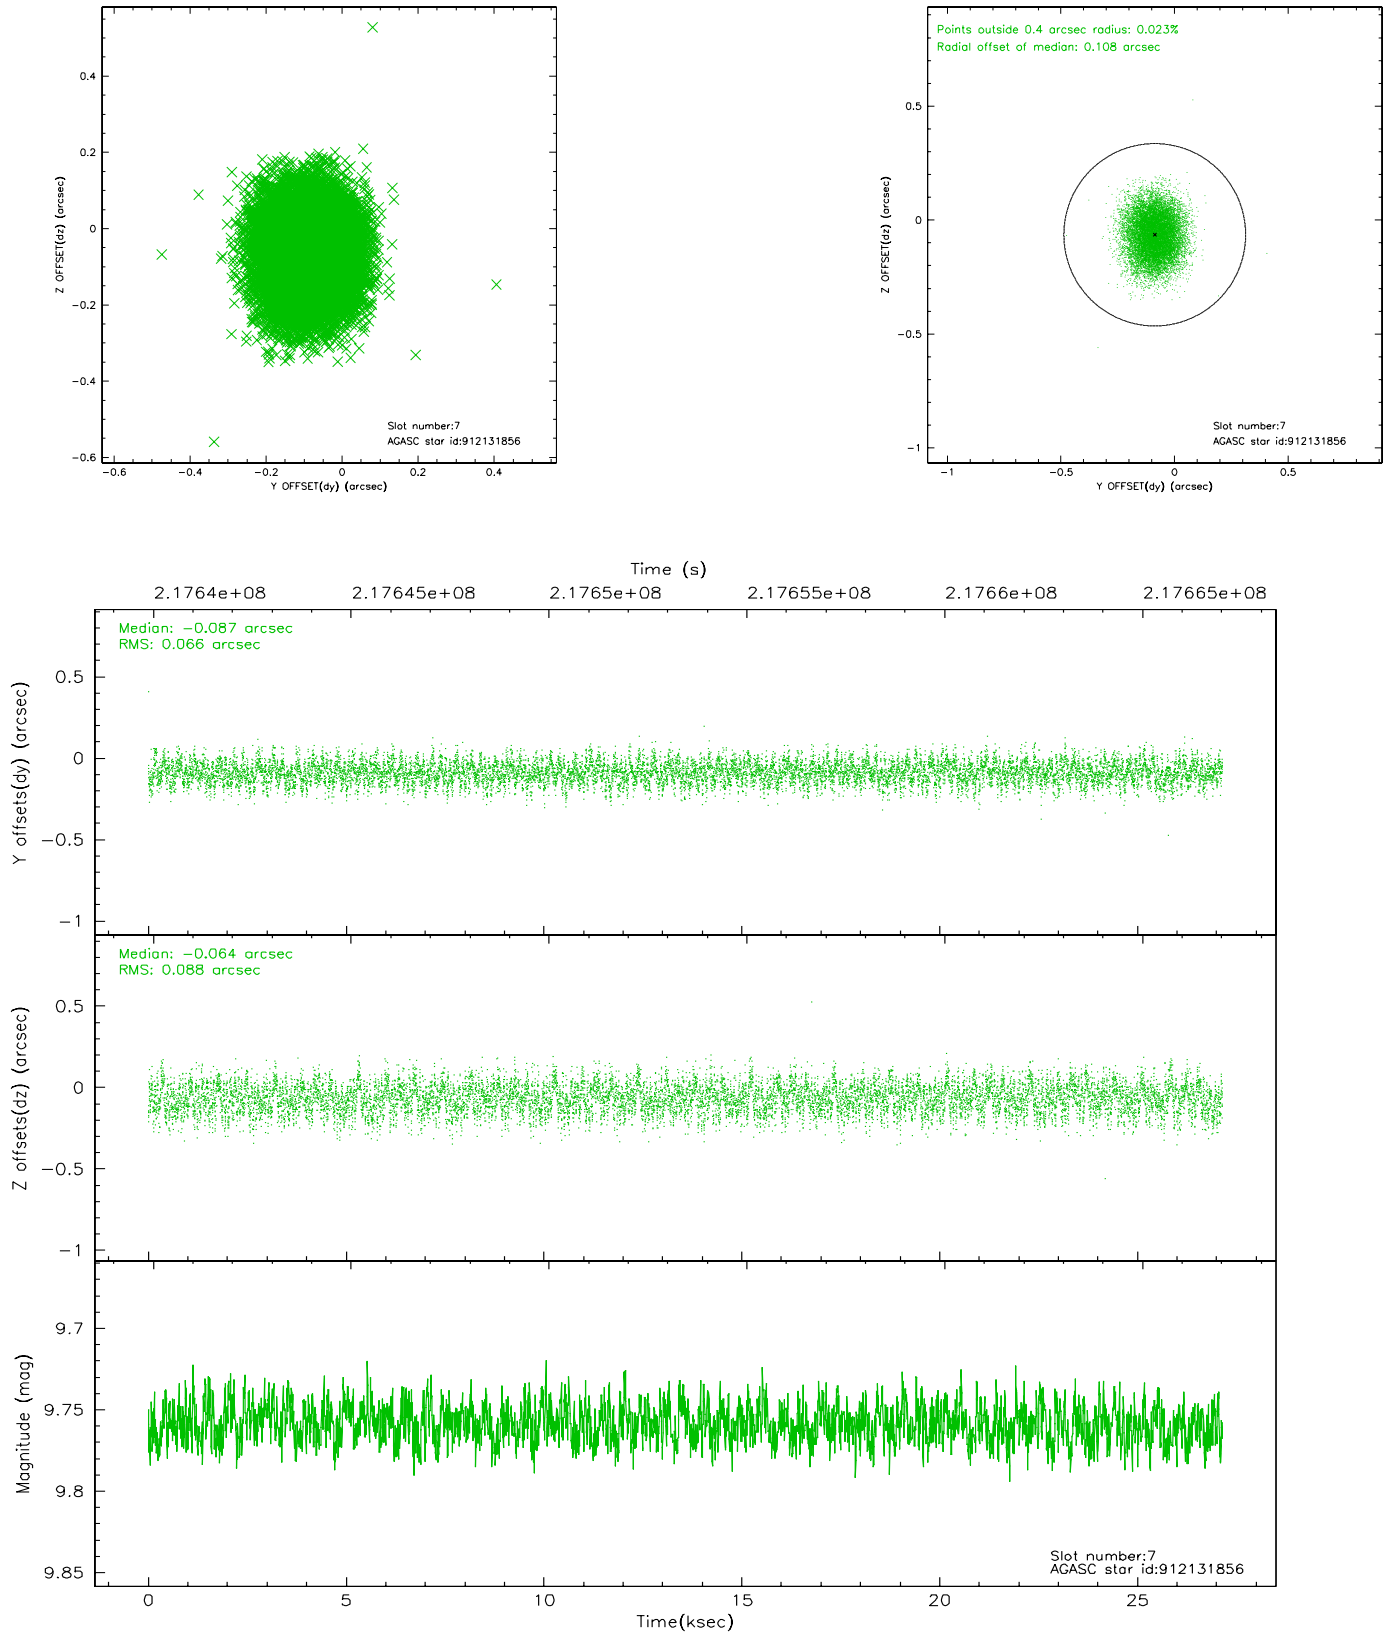 0.4
0.2
0
−0.2
−0.4
−0.6
Z OFFSET(dz) (arcsec)
Slot number:7
AGASC star id:912131856
−0.6
−0.4
−0.2
0
0.2
0.4
Y OFFSET(dy) (arcsec)
Points outside 0.4 arcsec radius: 0.023%
Radial offset of median: 0.108 arcsec
0.5
0
−0.5
−1
Z OFFSET(dz) (arcsec)
Slot number:7
AGASC star id:912131856
−1
−0.5
0
0.5
Y OFFSET(dy) (arcsec)
Time (s)
2.1764e+08
2.17645e+08
2.1765e+08
2.17655e+08
2.1766e+08
2.17665e+08
Median: −0.087 arcsec
RMS: 0.066 arcsec
0.5
0
−0.5
−1
Y offsets(dy) (arcsec)
Median: −0.064 arcsec
RMS: 0.088 arcsec
0.5
0
−0.5
−1
Z offsets(dz) (arcsec)
9.7
9.75
9.8
9.85
Magnitude (mag)
Slot number:7
AGASC star id:912131856
0
5
10
15
20
25
Time(ksec)